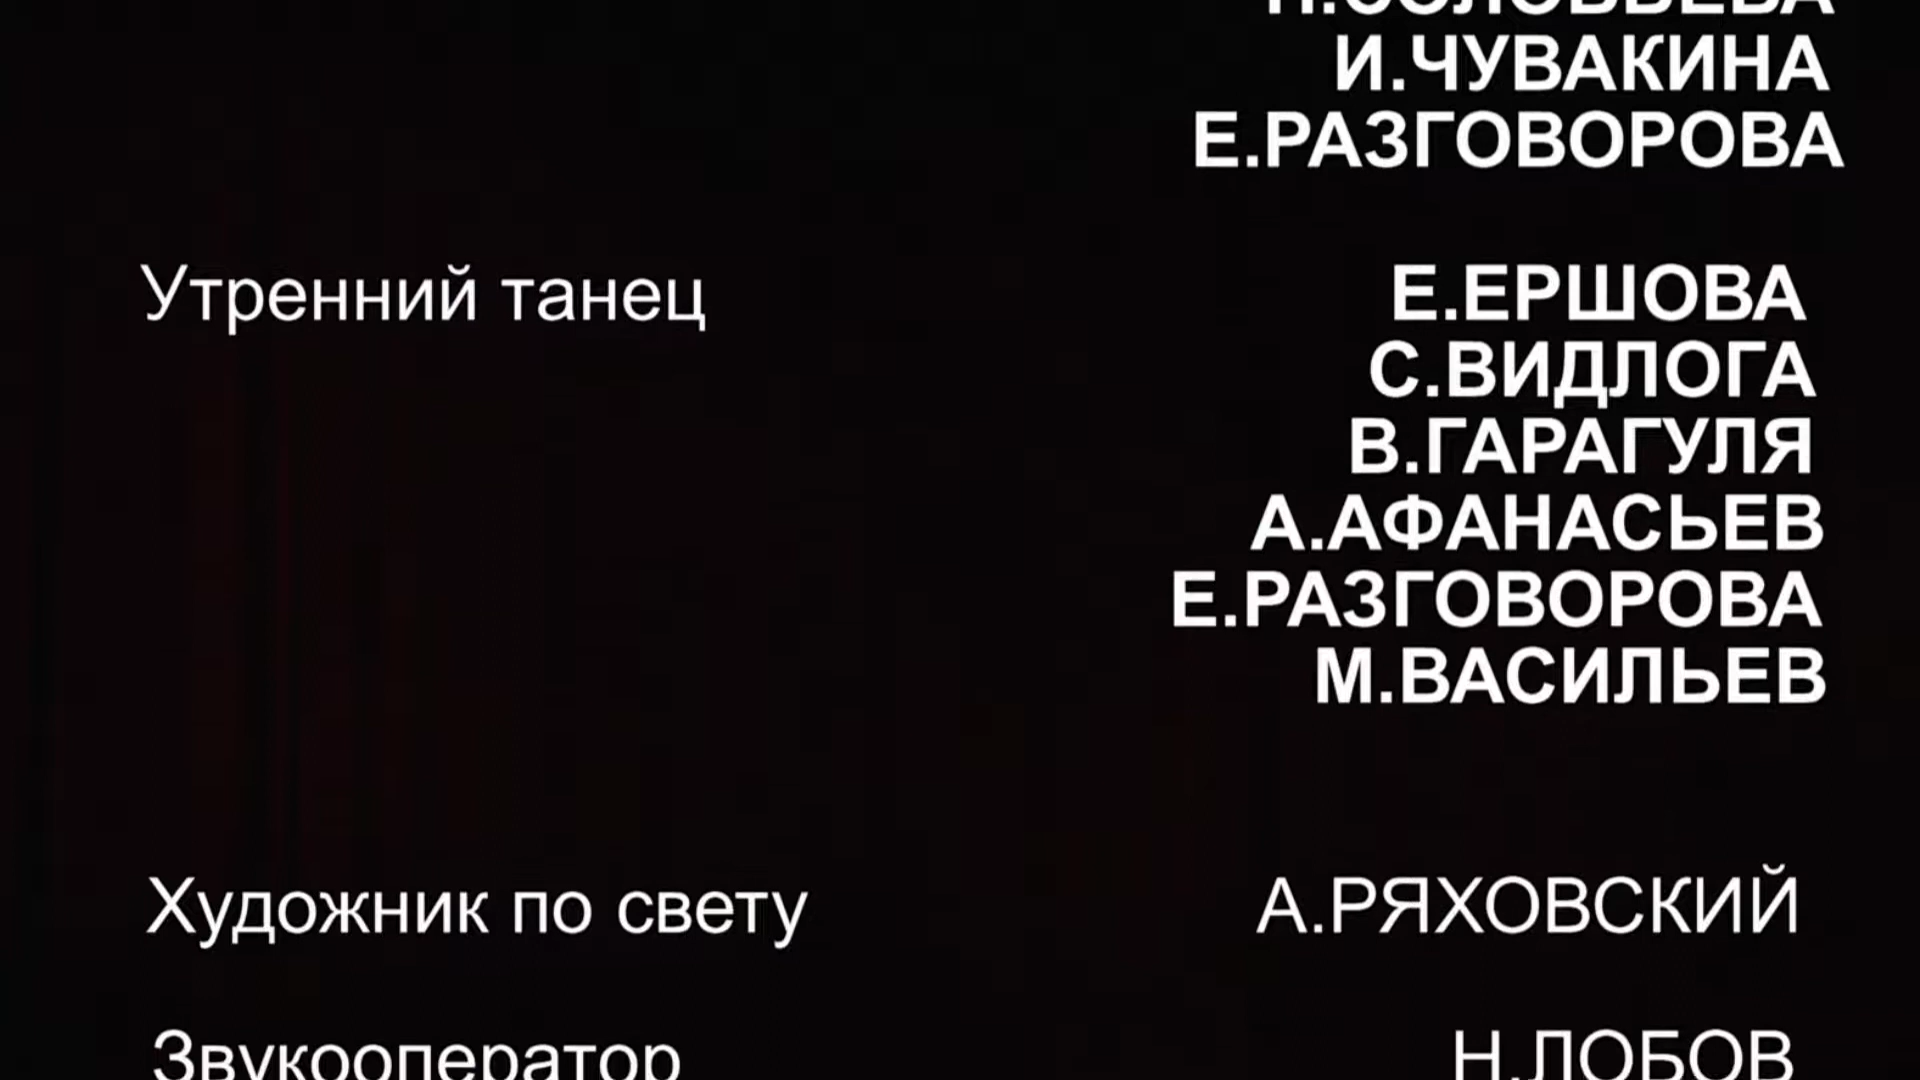 И.ЧУВАКИНА
Е.РАЗГОВОРОВА
Утренний танец Е.ЕРШОВА
С.ВИДЛОГА
В.ГАРАГУЛЯ
А.АФАНАСЬЕВ
Е.РАЗГОВОРОВА
М.ВАСИЛЬЕВ
Художник по свету А.РЯХОВСКИЙ
Звукооператор Н.ЛОБОВ